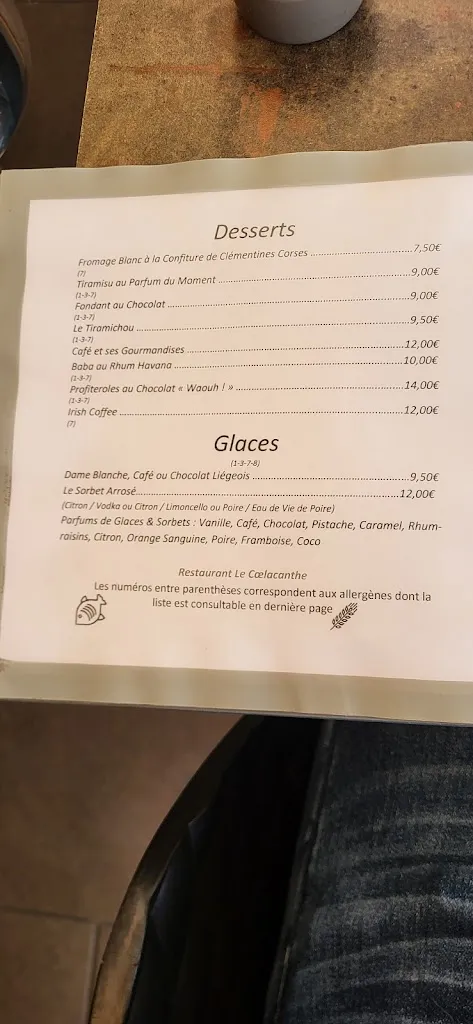 Desserts
Fromage Blanc à la Confiture de Clémentines Corses ........................................7,50€
(7)
Tiramisu au Parfum du Moment ........................................9,00€
(1-3-7)
Fondant au Chocolat ........................................9,00€
(1-3-7)
Le Tiramichou ........................................9,50€
(1-3-7)
Café et ses Gourmandises ........................................12,00€
Baba au Rhum Havana ........................................10,00€
(1-3-7)
Profiteroles au Chocolat « Waouh ! » ........................................14,00€
(1-3-7)
Irish Coffee ........................................12,00€
(7)
Glaces
(1-3-7-8)
Dame Blanche, Café ou Chocolat Liégeois ........................................9,50€
Le Sorbet Arrosé........................................12,00€
(Citron / Vodka ou Citron / Limoncello ou Poire / Eau de Vie de Poire)
Parfums de Glaces & Sorbets : Vanille, Café, Chocolat, Pistache, Caramel, Rhum-
raisins, Citron, Orange Sanguine, Poire, Framboise, Coco
Restaurant Le Cœlacanthe
Les numéros entre parenthèses correspondent aux allergènes dont la
liste est consultable en dernière page